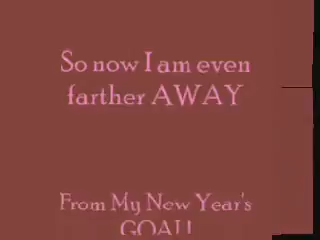 So now I am even
farther AWAY
From My New Year's
GOAL!